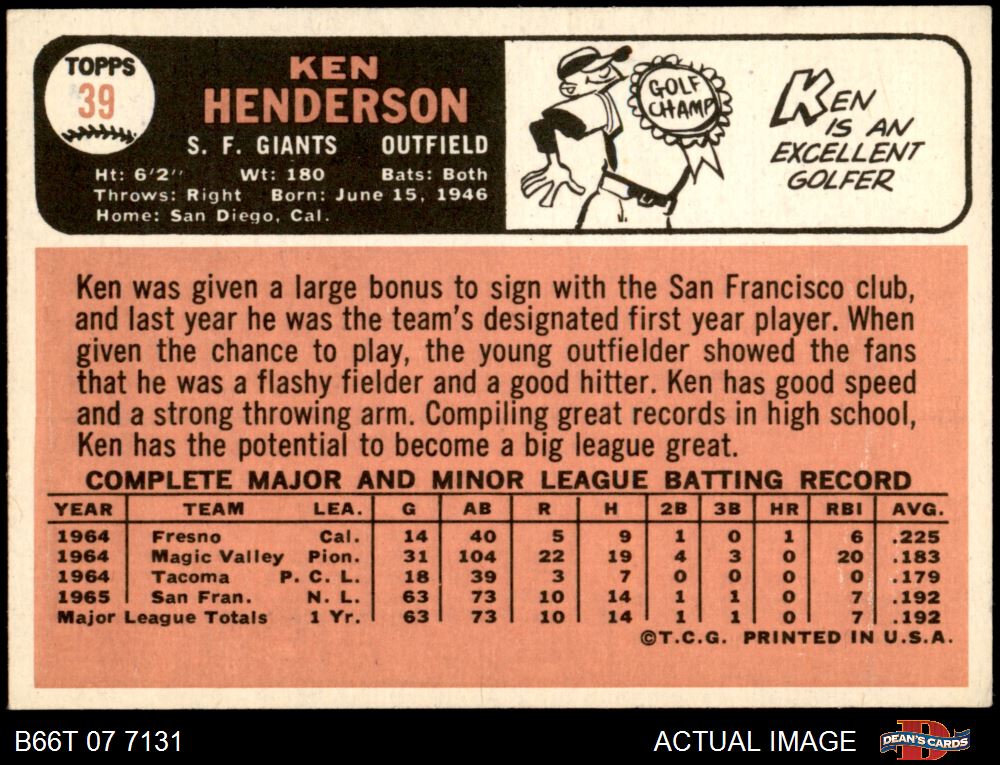 TOPPS
39
KEN
HENDERSON
S. F. GIANTS OUTFIELD
Ht: 6'2" Wt: 180 Bats: Both
Throws: Right Born: June 15, 1946
Home: San Diego, Cal.
GOLF
CHAMP
KEN
IS AN
EXCELLENT
GOLFER
Ken was given a large bonus to sign with the San Francisco club,
and last year he was the team's designated first year player. When
given the chance to play, the young outfielder showed the fans
that he was a flashy fielder and a good hitter. Ken has good speed
and a strong throwing arm. Compiling great records in high school,
Ken has the potential to become a big league great.
COMPLETE MAJOR AND MINOR LEAGUE BATTING RECORD
YEAR TEAM LEA. G AB R H 2B 3B HR RBI AVG.
1964 Fresno Cal. 14 40 5 9 1 0 1 6 .225
1964 Magic Valley Pion. 31 104 22 19 4 3 0 20 .183
1964 Tacoma P. C. L. 18 39 3 7 0 0 0 0 .179
1965 San Fran. N. L. 63 73 10 14 1 1 0 7 .192
Major League Totals 1 Yr. 63 73 10 14 1 1 0 7 .192
©T.C.G. PRINTED IN U.S.A.
B66T 07 7131
ACTUAL IMAGE
D
DEAN'S CARDS